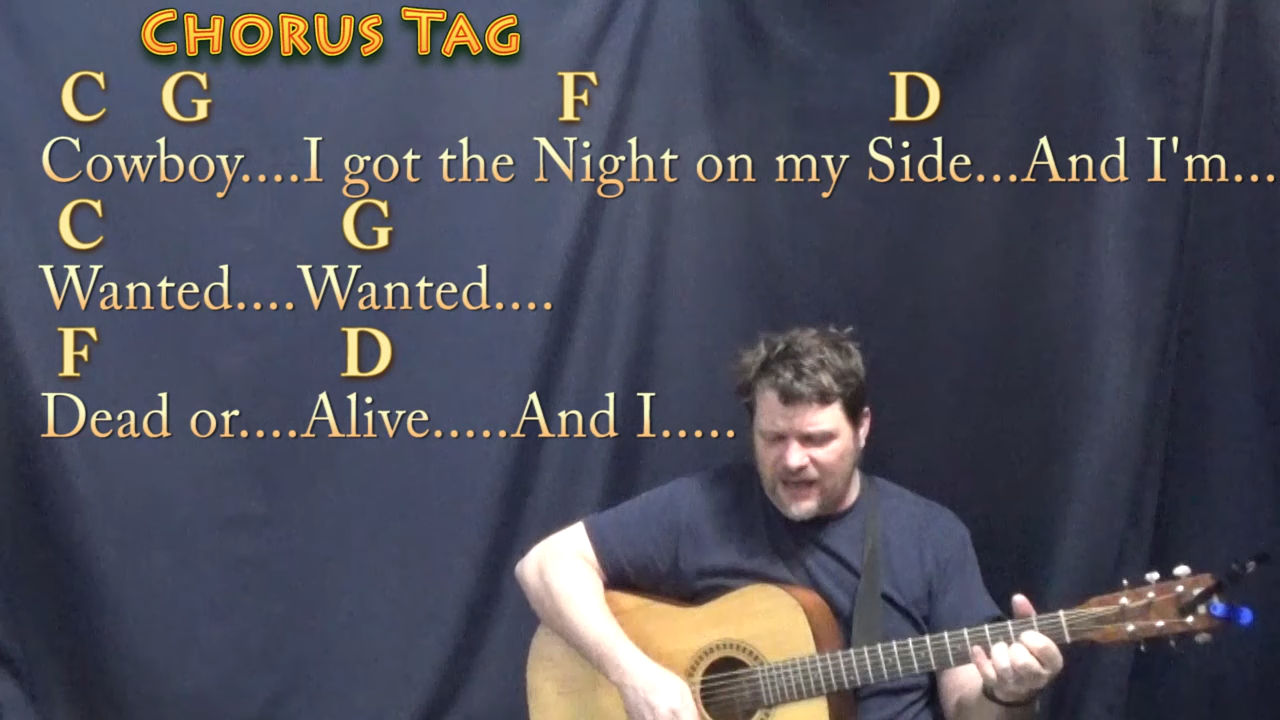 CHORUS TAG
C G F D
Cowboy....I got the Night on my Side...And I'm...
C G
Wanted....Wanted....
F D
Dead or....Alive.....And I.....